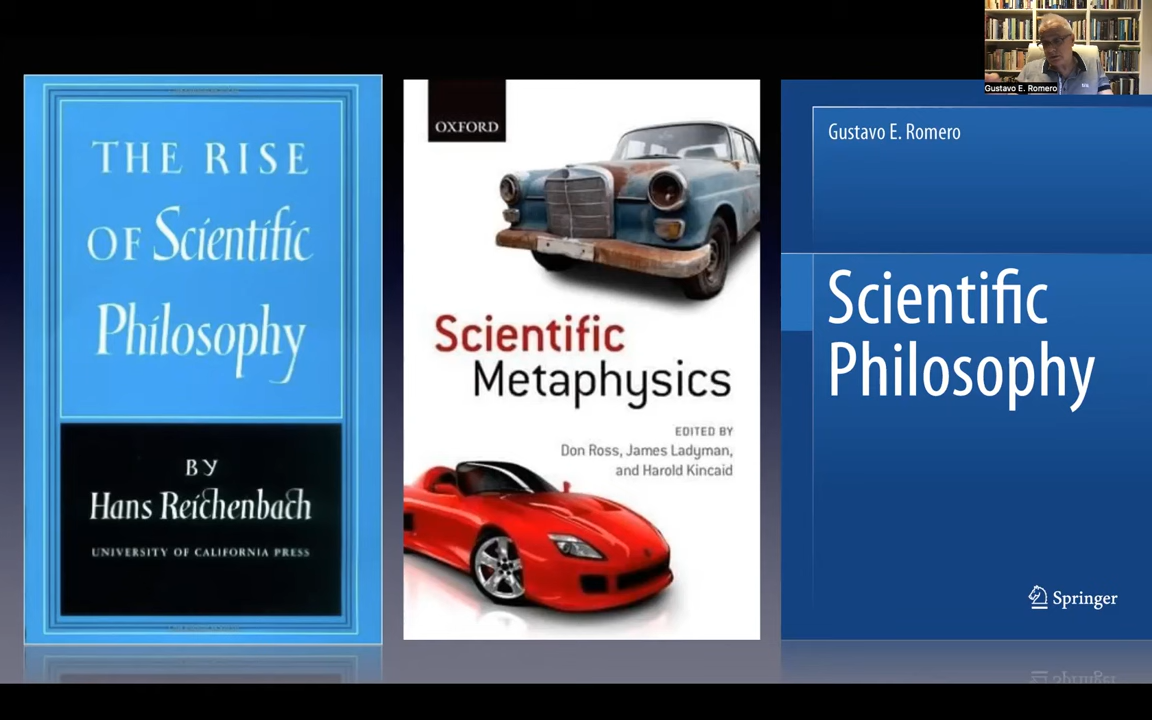 THE RISE
OF Scientific
Philosophy
BY
Hans Reichenbach
UNIVERSITY OF CALIFORNIA PRESS
OXFORD
Scientific
Metaphysics
EDITED BY
Don Ross, James Ladyman,
and Harold Kincaid
Gustavo E. Romero
Gustavo E. Romero
Scientific
Philosophy
Springer